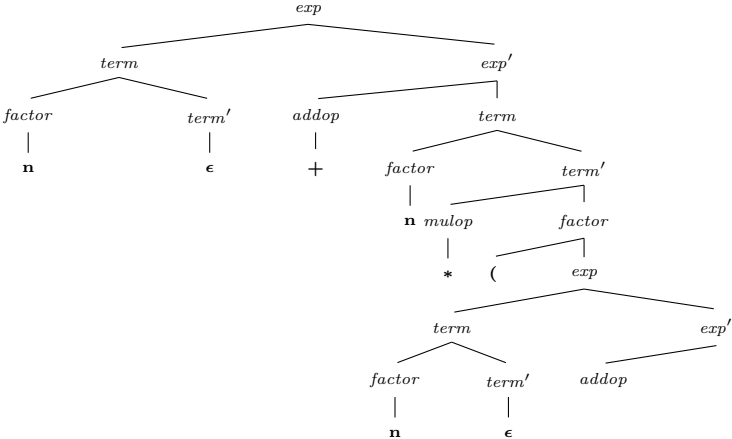 exp
term exp′
factor term′ addop term
n ϵ + factor term′
n mulop factor
* ( exp
term exp′
factor term′ addop
n ϵ